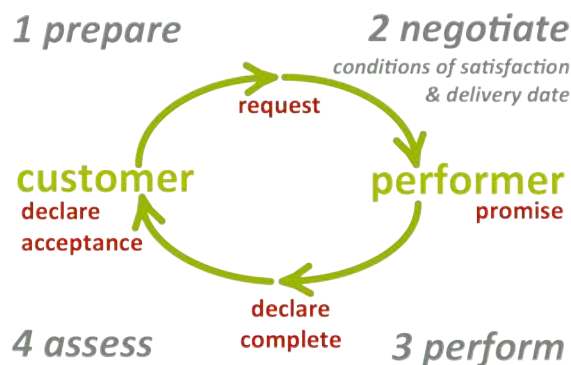 1 prepare
2 negotiate
conditions of satisfaction
& delivery date
request
customer
declare
acceptance
performer
promise
declare
complete
4 assess
3 perform